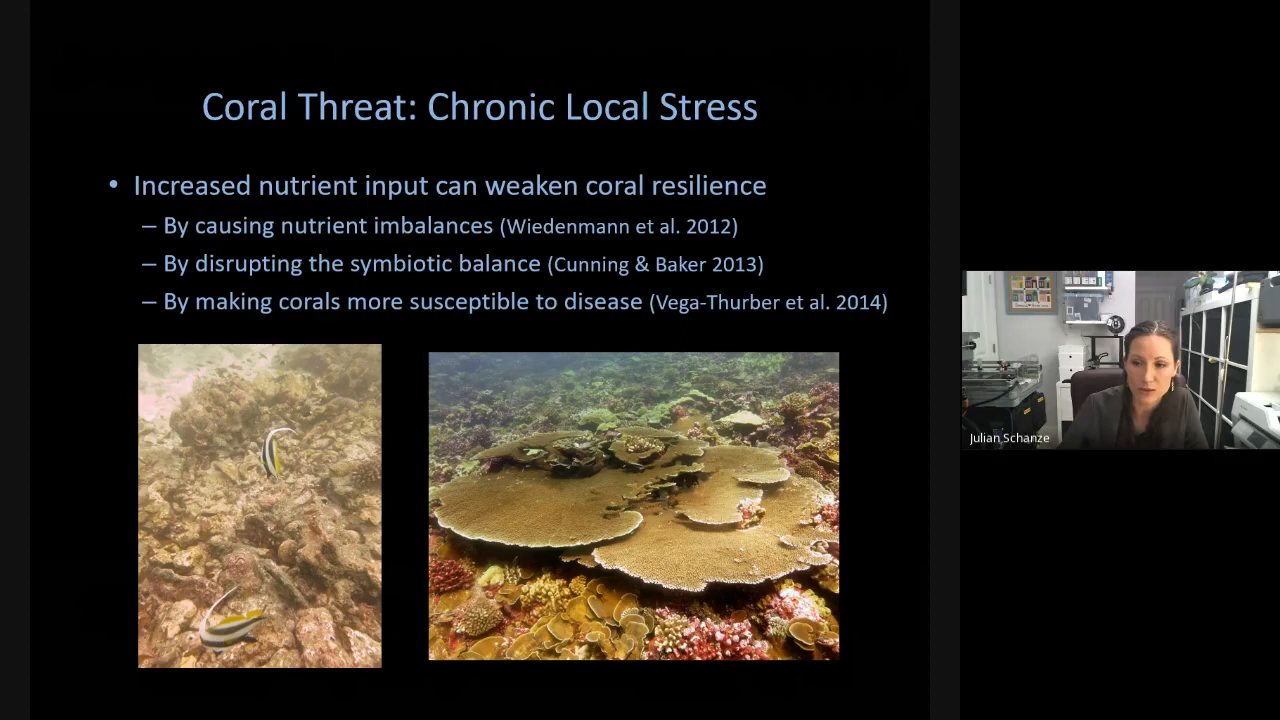 Coral Threat: Chronic Local Stress
• Increased nutrient input can weaken coral resilience
– By causing nutrient imbalances (Wiedenmann et al. 2012)
– By disrupting the symbiotic balance (Cunning & Baker 2013)
– By making corals more susceptible to disease (Vega-Thurber et al. 2014)
Julian Schanze